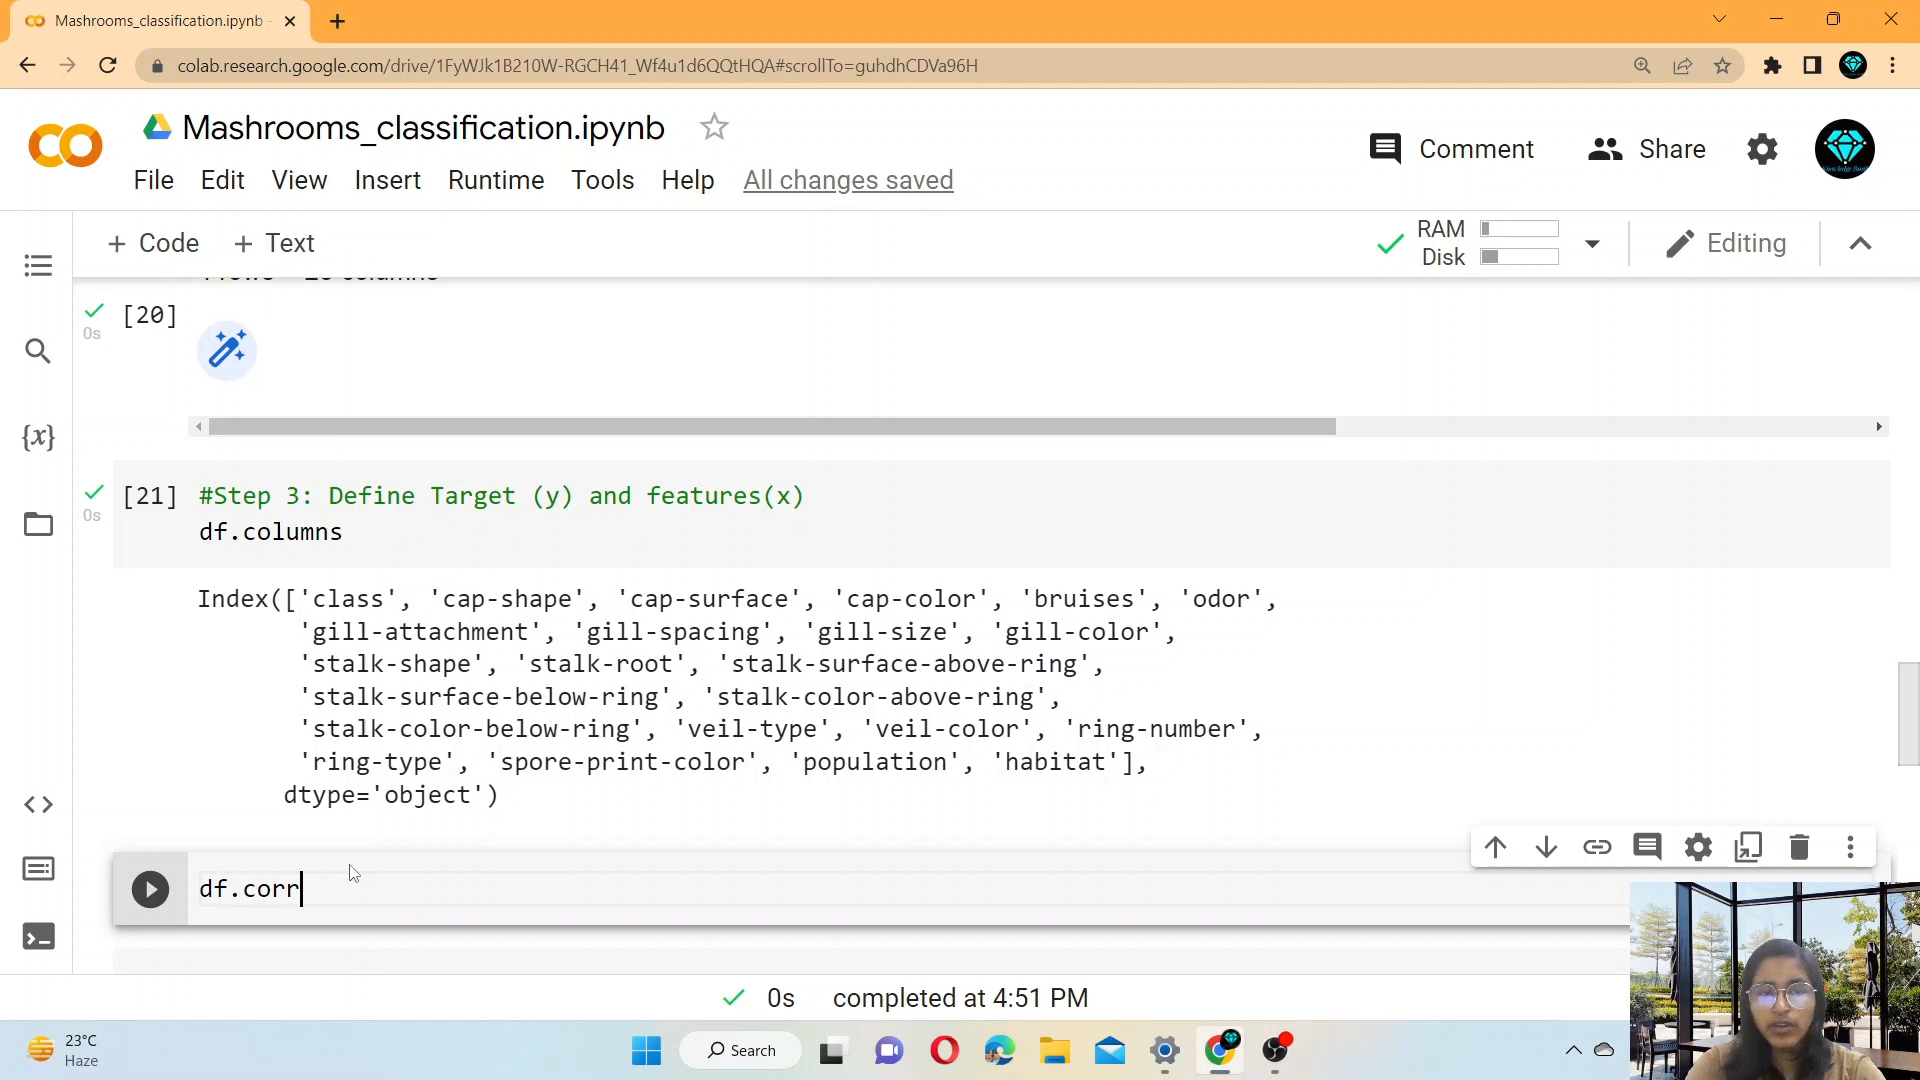 Mashrooms_classification.ipynb -
colab.research.google.com/drive/1FyWJk1B210W-RGCH41_Wf4u1d6QQtHQA#scrollTo=guhdhCDVa96H
Mashrooms_classification.ipynb
Comment
Share
File Edit View Insert Runtime Tools Help All changes saved
+ Code + Text
RAM
Disk
Editing
[20]
0s
{x}
[21] #Step 3: Define Target (y) and features(x)
0s
df.columns
Index(['class', 'cap-shape', 'cap-surface', 'cap-color', 'bruises', 'odor',
'gill-attachment', 'gill-spacing', 'gill-size', 'gill-color',
'stalk-shape', 'stalk-root', 'stalk-surface-above-ring',
'stalk-surface-below-ring', 'stalk-color-above-ring',
'stalk-color-below-ring', 'veil-type', 'veil-color', 'ring-number',
'ring-type', 'spore-print-color', 'population', 'habitat'],
dtype='object')
df.corr
0s completed at 4:51 PM
23°C
Haze
Search